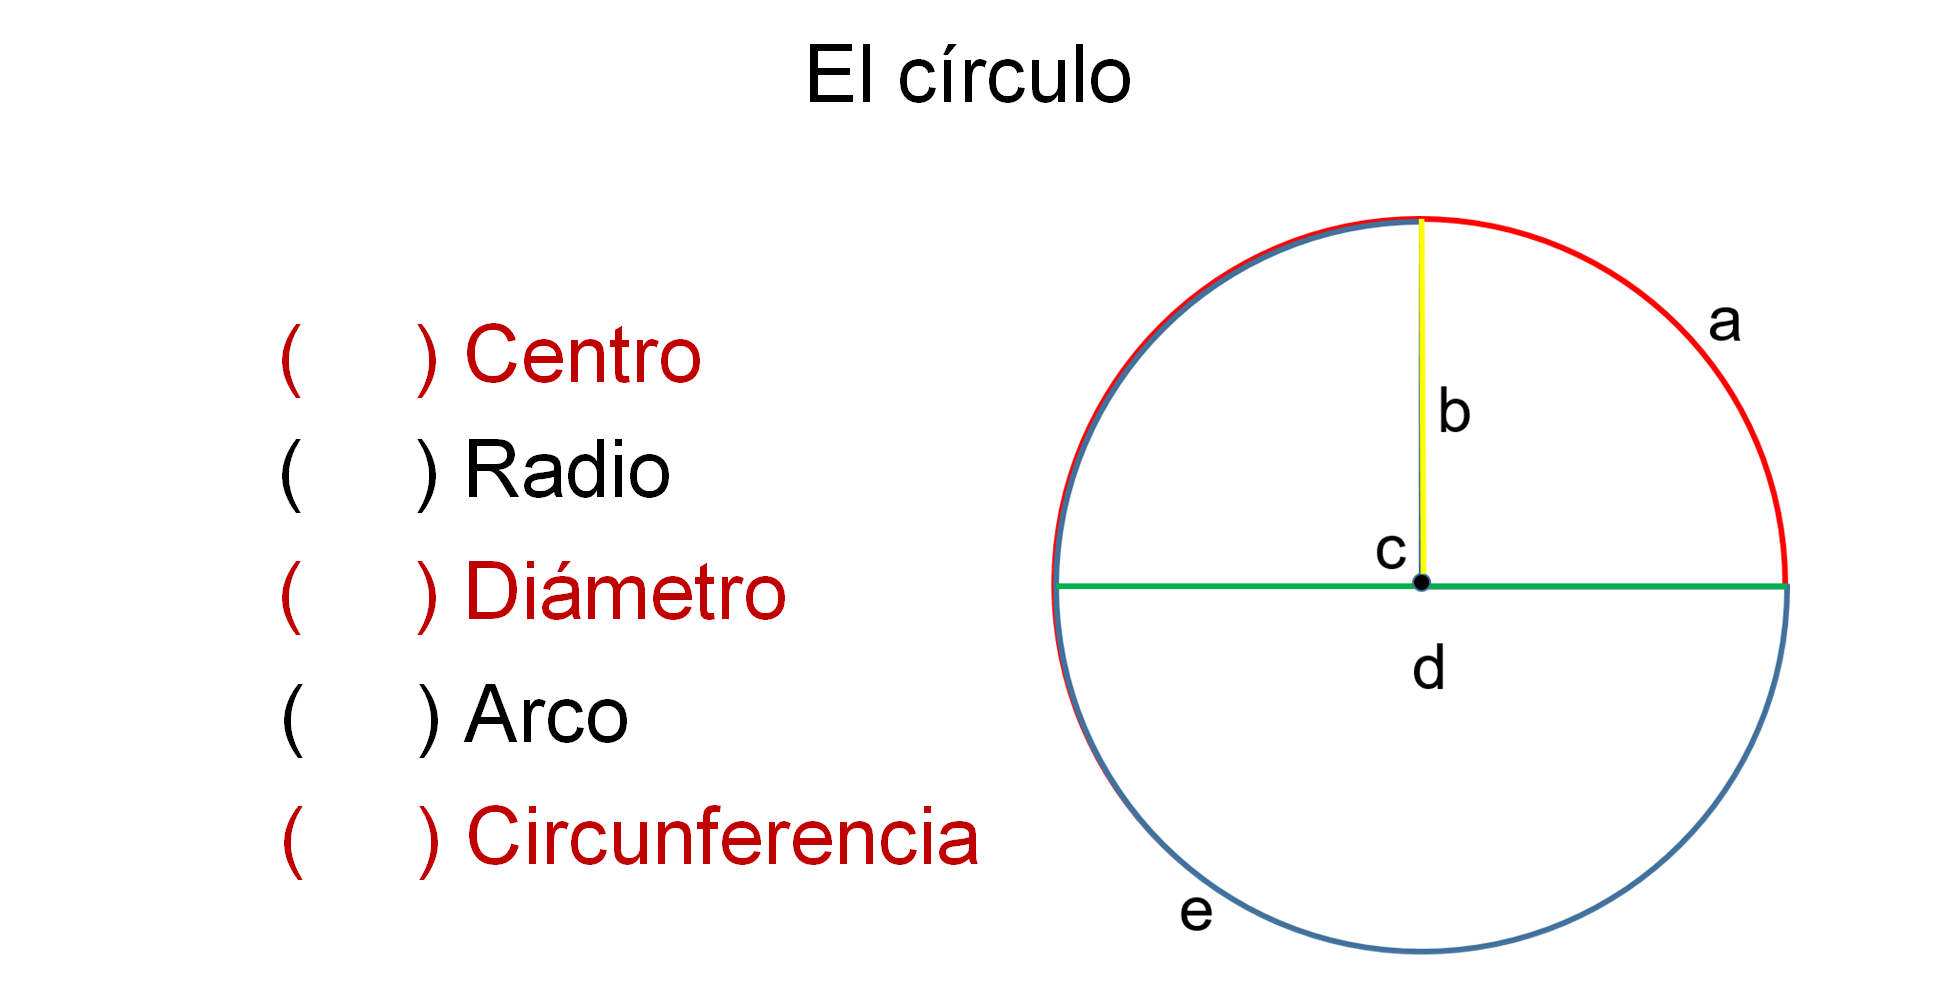 El círculo
( ) Centro
( ) Radio
( ) Diámetro
( ) Arco
( ) Circunferencia
a
b
c
d
e